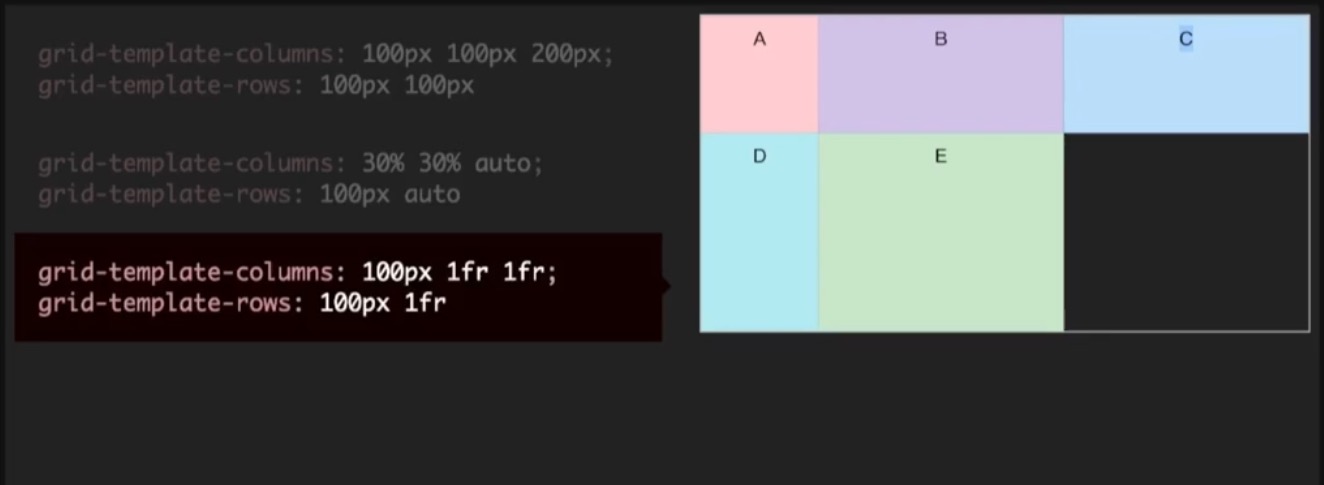 grid-template-columns: 100px 100px 200px;
grid-template-rows: 100px 100px
grid-template-columns: 30% 30% auto;
grid-template-rows: 100px auto
grid-template-columns: 100px 1fr 1fr;
grid-template-rows: 100px 1fr
A B C
D E